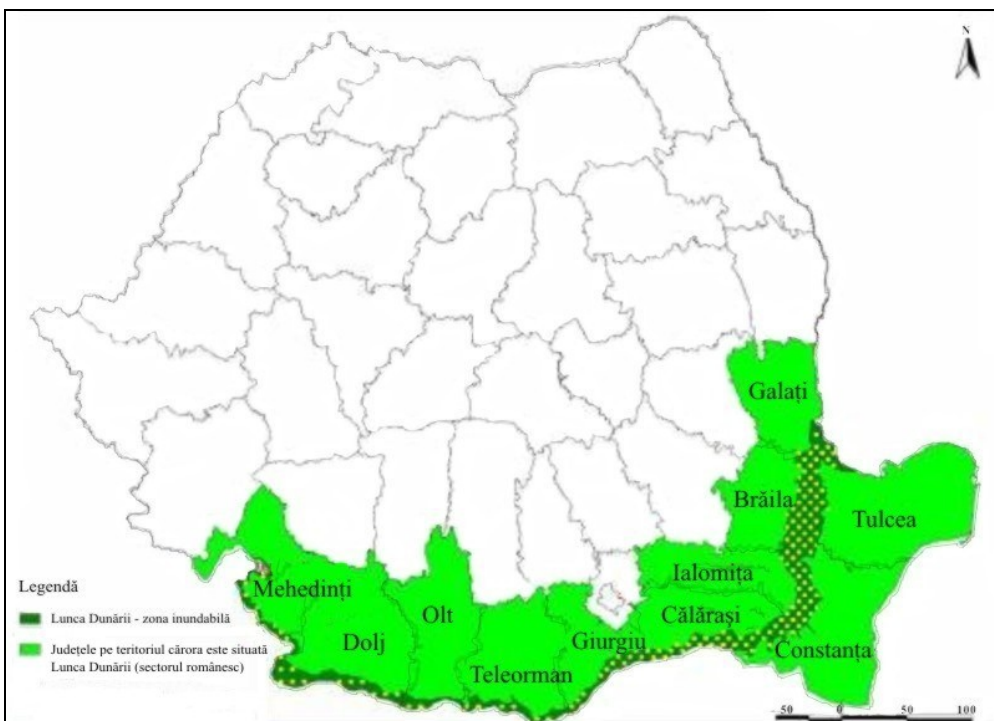 N
Galați
Brăila
Tulcea
Ialomița
Mehedinți
Călărași
Olt
Giurgiu
Dolj
Constanța
Teleorman
Legendă
Lunca Dunării - zona inundabilă
Județele pe teritoriul cărora este situată
Lunca Dunării (sectorul românesc)
50 0 50 100